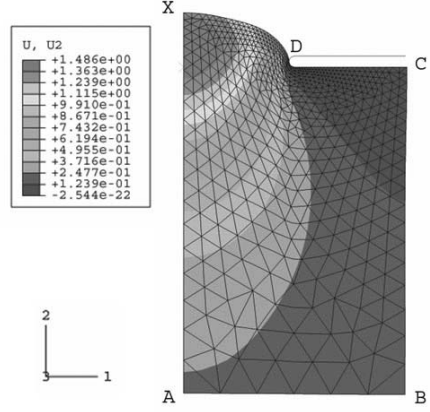 X
D
C
U, U2
+1.486e+00
+1.363e+00
+1.239e+00
+1.115e+00
+9.910e-01
+8.671e-01
+7.432e-01
+6.194e-01
+4.955e-01
+3.716e-01
+2.477e-01
+1.239e-01
-2.544e-22
2
3
1
A
B